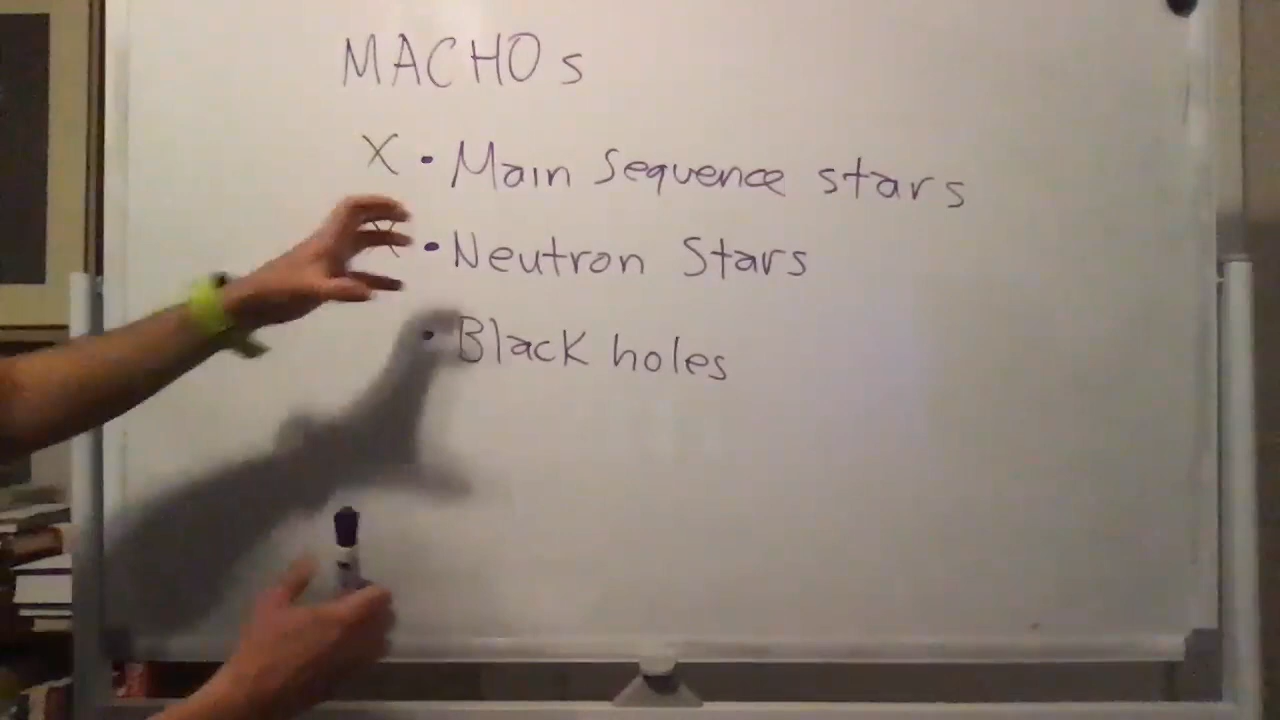 MACHOs
X • Main Sequence stars
X • Neutron Stars
• Black holes